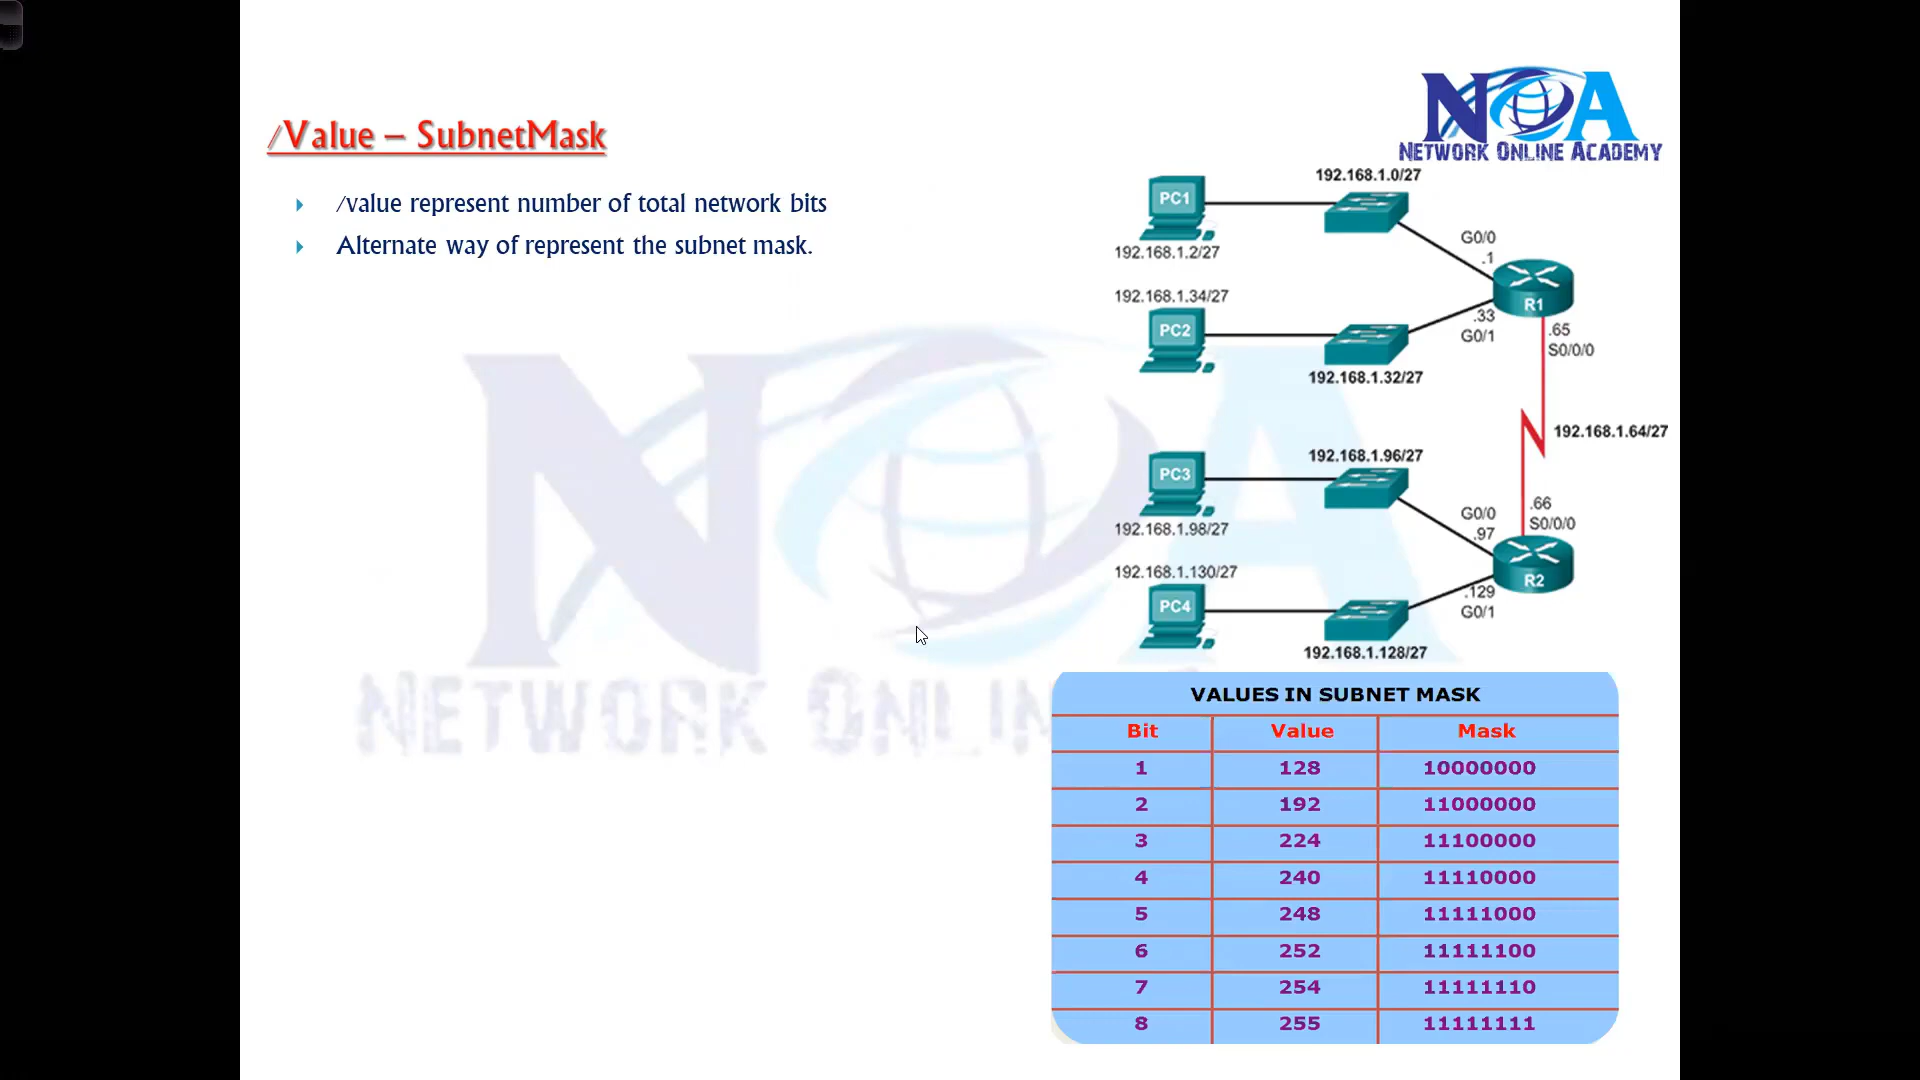 /Value – SubnetMask
/value represent number of total network bits
Alternate way of represent the subnet mask.
NOA
NETWORK ONLINE ACADEMY
192.168.1.0/27
PC1
192.168.1.2/27
G0/0
.1
R1
192.168.1.34/27
PC2
.33
G0/1
192.168.1.32/27
.65
S0/0/0
192.168.1.64/27
192.168.1.96/27
PC3
192.168.1.98/27
.66
S0/0/0
G0/0
.97
R2
192.168.1.130/27
PC4
.129
G0/1
192.168.1.128/27
NOA
NETWORK ONLIN
VALUES IN SUBNET MASK
Bit Value Mask
1 128 10000000
2 192 11000000
3 224 11100000
4 240 11110000
5 248 11111000
6 252 11111100
7 254 11111110
8 255 11111111